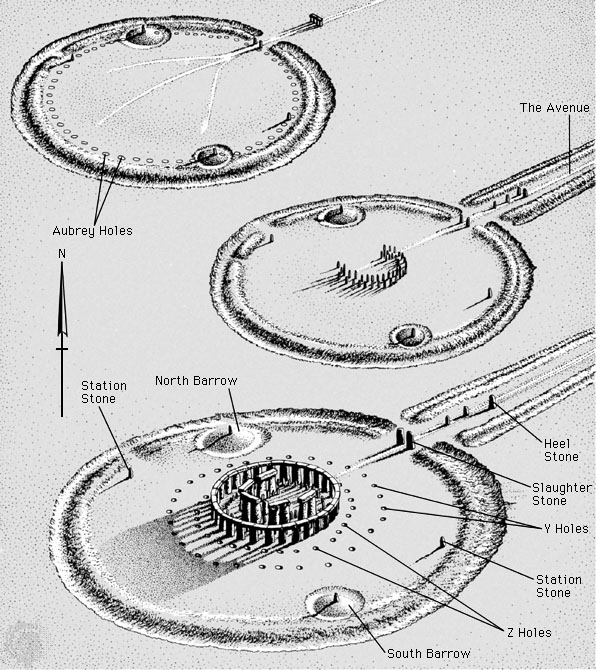 The Avenue
Aubrey Holes
N
Station
Stone
North Barrow
Heel
Stone
Slaughter
Stone
Y Holes
Station
Stone
Z Holes
South Barrow